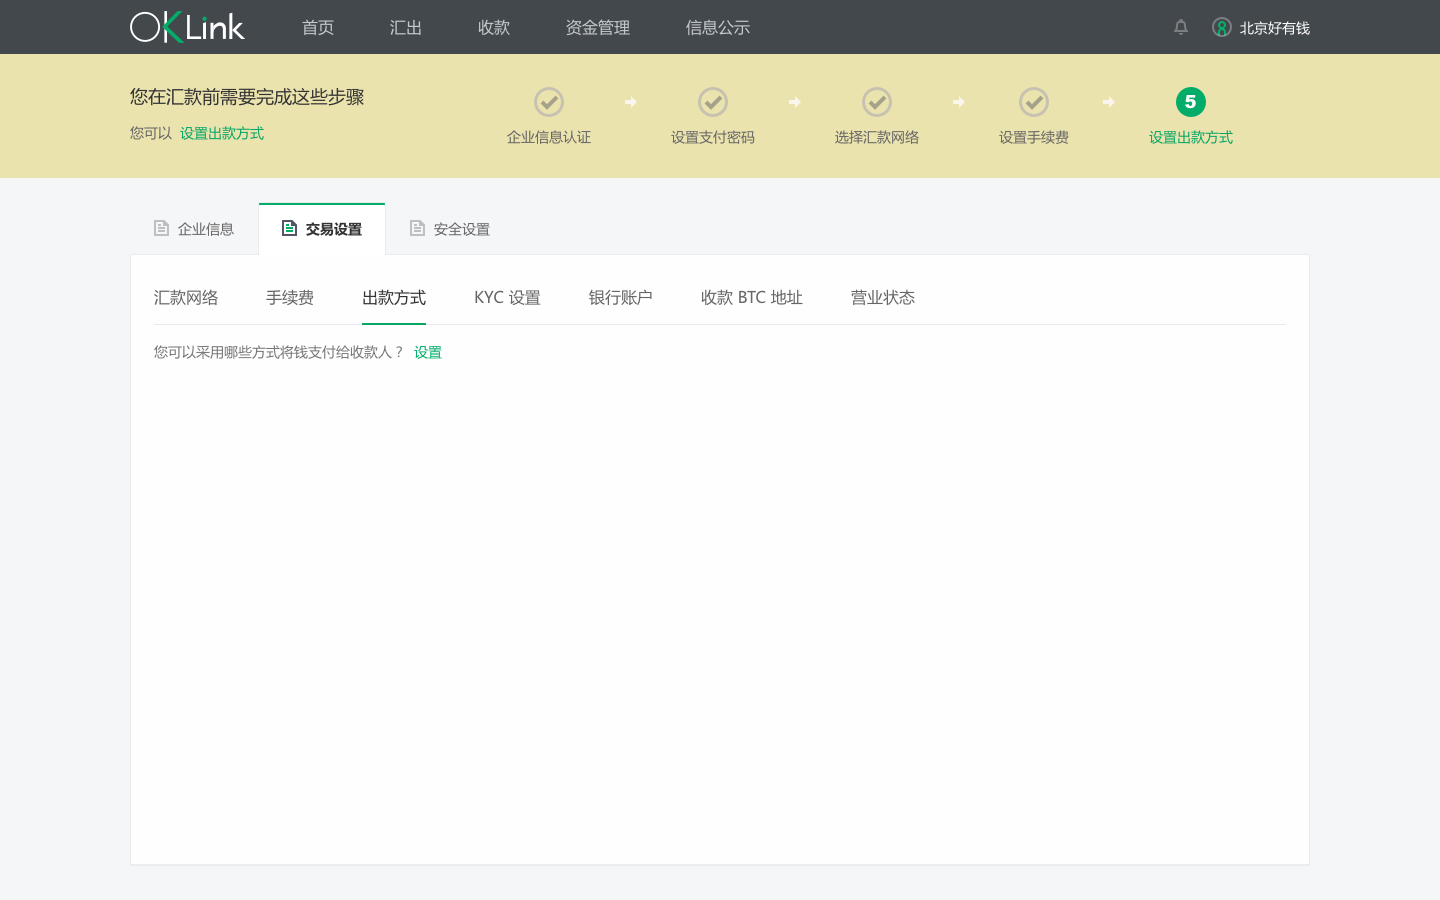 OKLink 首页 汇出 收款 资金管理 信息公示 北京好有钱
您在汇款前需要完成这些步骤
您可以 设置出款方式
5
企业信息认证 设置支付密码 选择汇款网络 设置手续费 设置出款方式
企业信息 交易设置 安全设置
汇款网络 手续费 出款方式 KYC 设置 银行账户 收款 BTC 地址 营业状态
您可以采用哪些方式将钱支付给收款人？ 设置